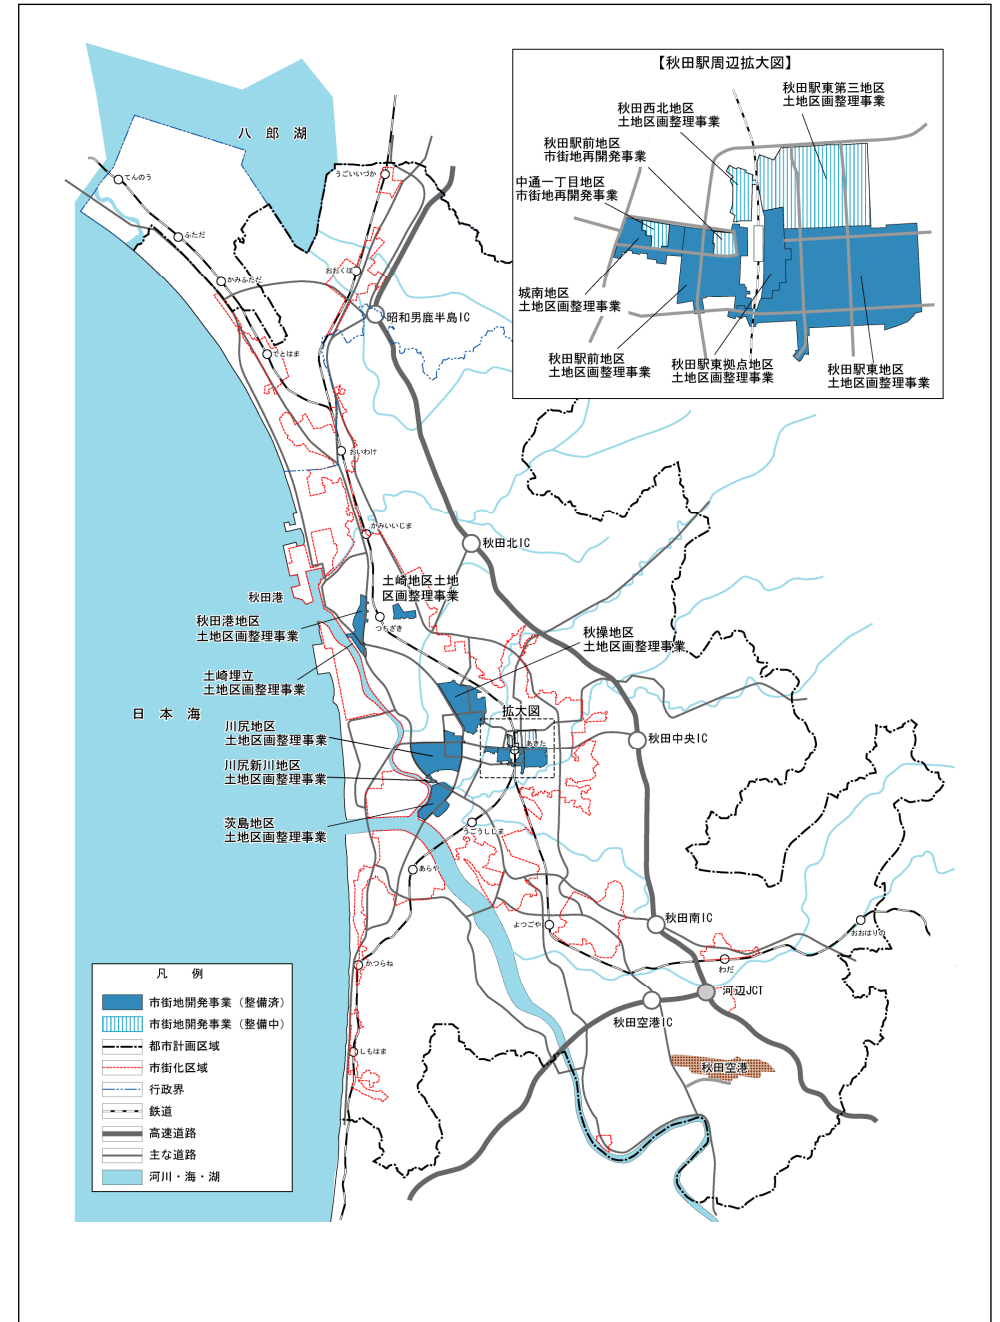 【秋田駅周辺拡大図】
秋田駅東第三地区
土地区画整理事業
秋田西北地区
土地区画整理事業
秋田駅前地区
市街地再開発事業
中通一丁目地区
市街地再開発事業
城南地区
土地区画整理事業
秋田駅前地区
土地区画整理事業
秋田駅東拠点地区
土地区画整理事業
秋田駅東地区
土地区画整理事業
八郎湖
うごいいづか
てんのう
ふただ
おおくぼ
かみふただ
昭和男鹿半島IC
でとはま
おいわけ
かみいいじま
秋田北IC
土崎地区土地
区画整理事業
秋田港
秋田港地区
土地区画整理事業
つちざき
秋操地区
土地区画整理事業
土崎埋立
土地区画整理事業
日本海
拡大図
川尻地区
土地区画整理事業
あきた
秋田中央IC
川尻新川地区
土地区画整理事業
茨島地区
土地区画整理事業
うごうしじま
あらや
よつごや
秋田南IC
おおはりの
かつらね
わだ
河辺JCT
秋田空港IC
しもはま
秋田空港
凡例
市街地開発事業（整備済）
市街地開発事業（整備中）
都市計画区域
市街化区域
行政界
鉄道
高速道路
主な道路
河川・海・湖